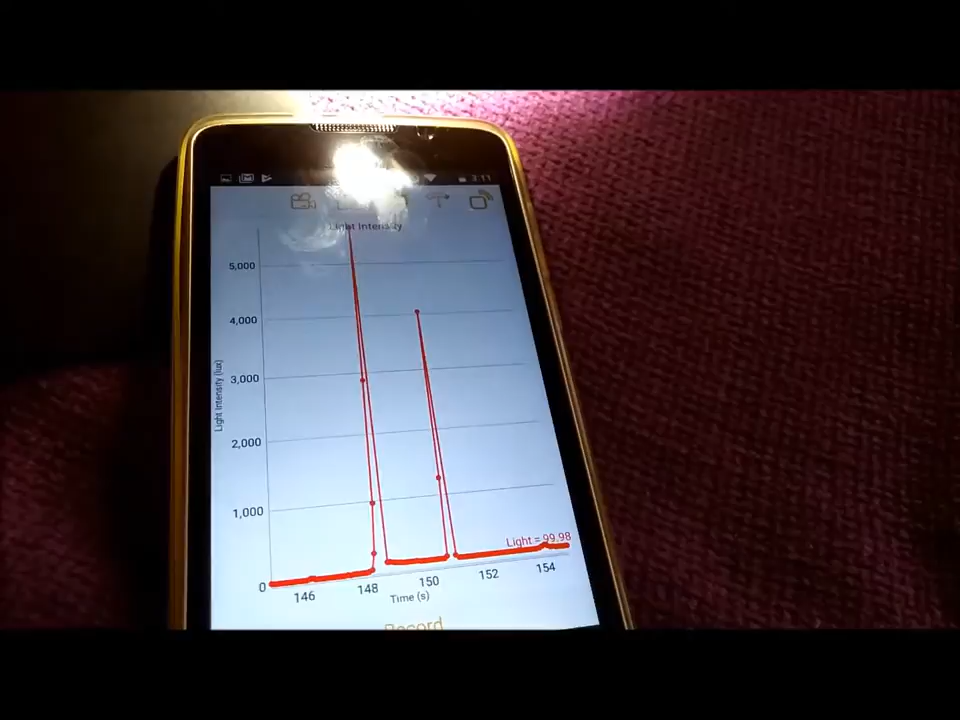 3:11
Light Intensity
5,000
4,000
3,000
2,000
1,000
0
Light Intensity (lux)
Light = 99.98
146 148 150 152 154
Time (s)
Record